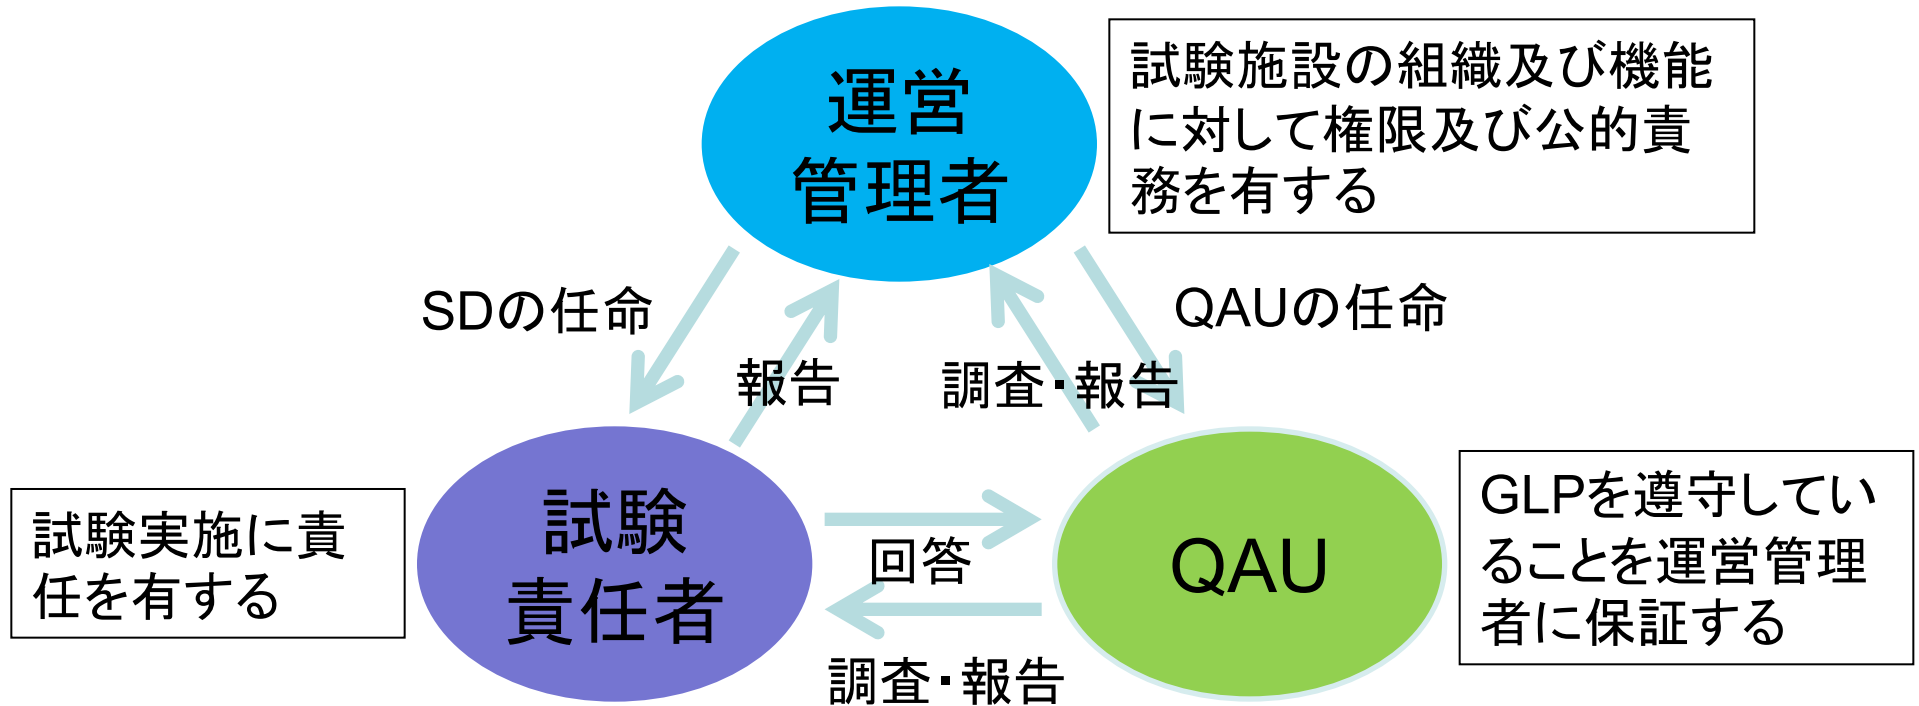 運営
管理者
試験施設の組織及び機能
に対して権限及び公的責
務を有する
SDの任命
QAUの任命
報告
調査・報告
試験実施に責
任を有する
試験
責任者
回答
QAU
GLPを遵守してい
ることを運営管理
者に保証する
調査・報告